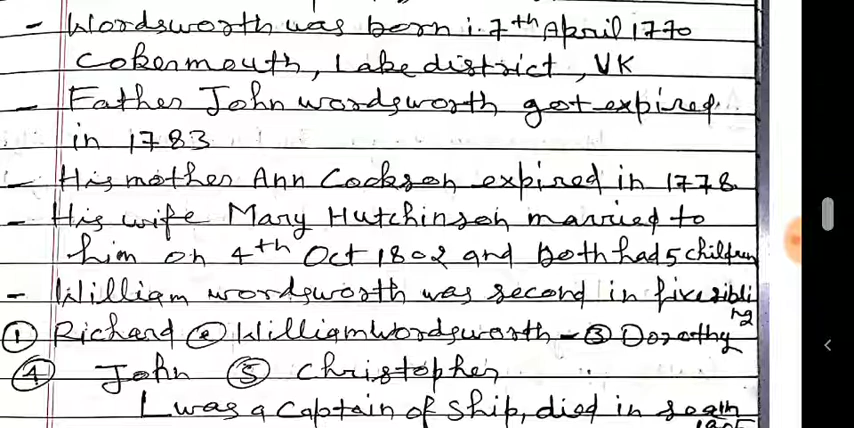 - Wordsworth was born i. 7th April 1770
Cokermouth, Lake district, UK
- Father John wordsworth got expired
in 1783
- His mother Ann Cookson expired in 1778
- His wife Mary Hutchinson married to
him on 4th Oct 1802 and both had 5 children
- William wordsworth was second in five sibling
① Richard ② William Wordsworth - ③ Dorothy
④ John ⑤ Christopher
was a Captain of Ship, died in